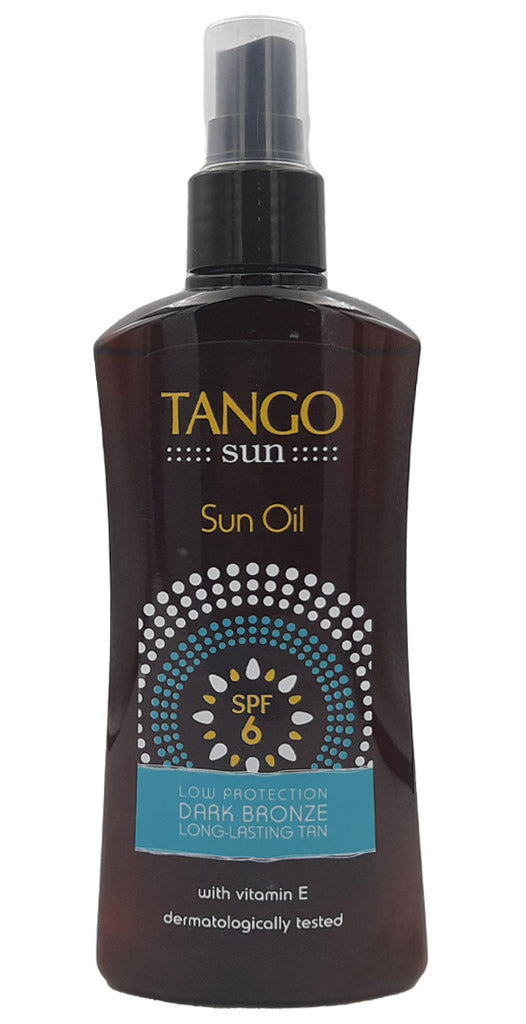 TANGO
sun
Sun Oil
SPF
6
LOW PROTECTION
DARK BRONZE
LONG-LASTING TAN
with vitamin E
dermatologically tested